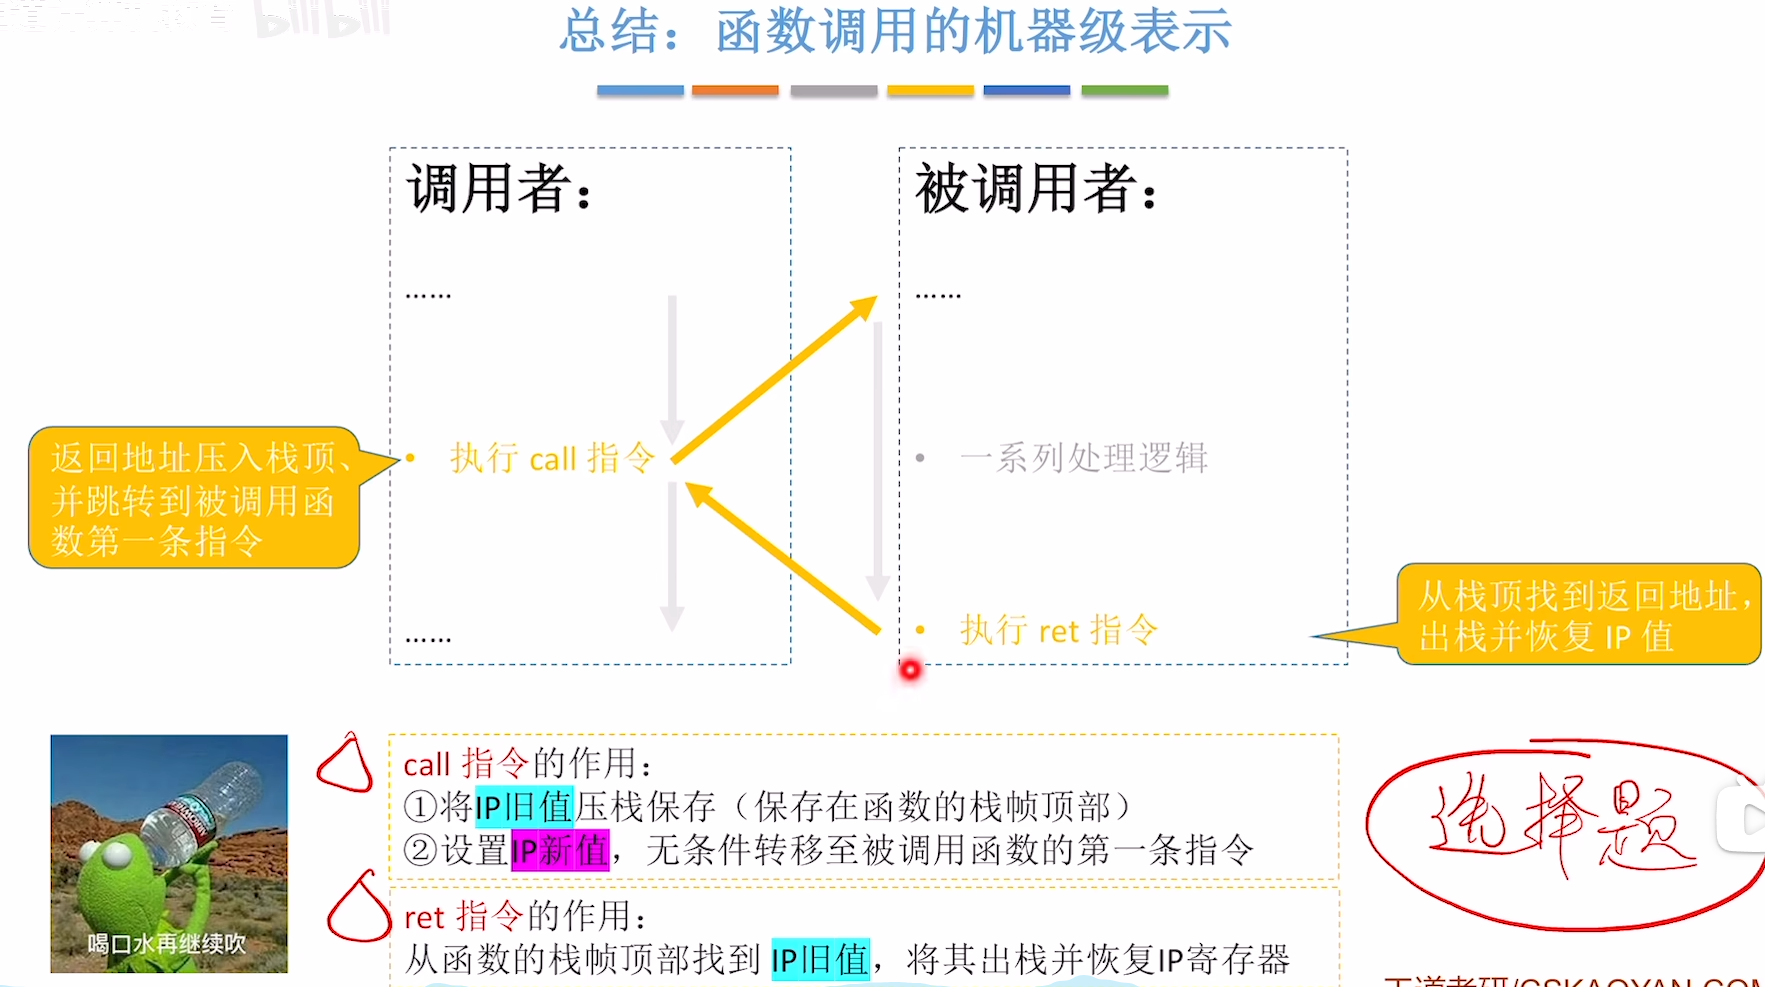 总结：函数调用的机器级表示
调用者：
被调用者：
……
……
返回地址压入栈顶、
并跳转到被调用函
数第一条指令
• 执行 call 指令
• 一系列处理逻辑
从栈顶找到返回地址，
出栈并恢复 IP 值
……
• 执行 ret 指令
call 指令的作用：
①将IP旧值压栈保存（保存在函数的栈帧顶部）
②设置IP新值，无条件转移至被调用函数的第一条指令
选择题
ret 指令的作用：
从函数的栈帧顶部找到 IP旧值，将其出栈并恢复IP寄存器
喝口水再继续吹
bilibili